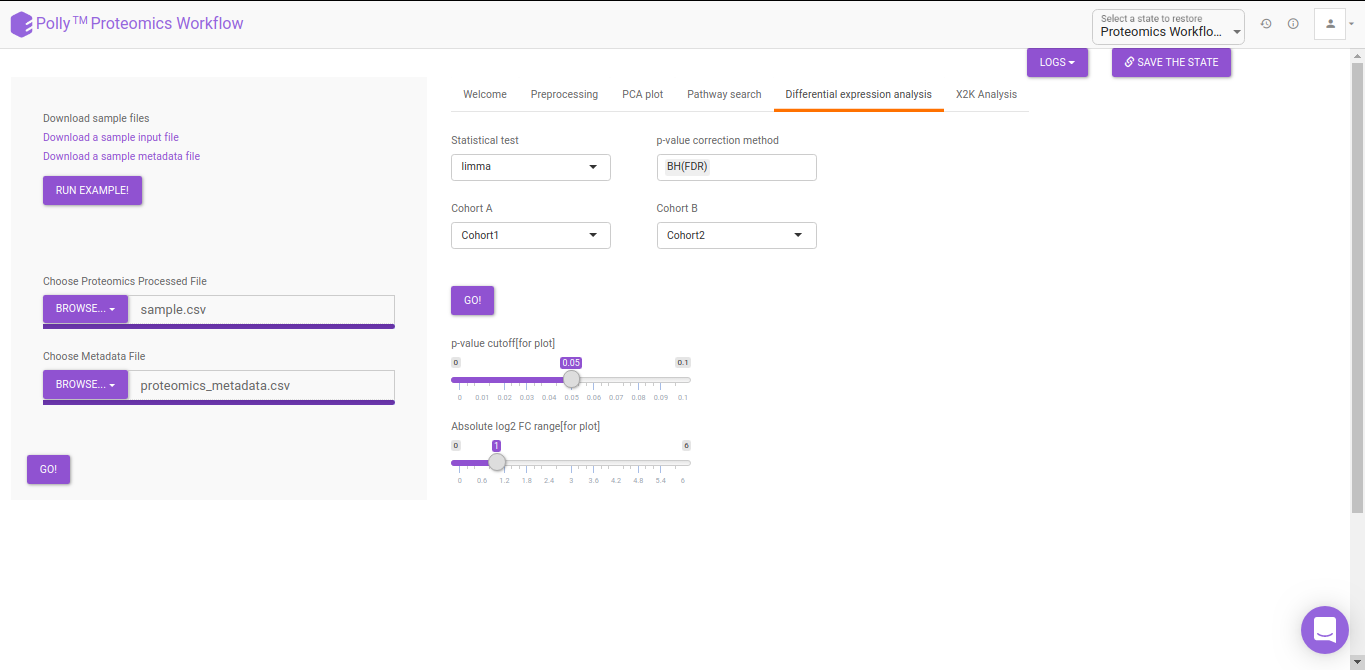 Polly™ Proteomics Workflow
Select a state to restore
Proteomics Workflo...
LOGS
SAVE THE STATE
Welcome
Preprocessing
PCA plot
Pathway search
Differential expression analysis
X2K Analysis
Download sample files
Download a sample input file
Download a sample metadata file
RUN EXAMPLE!
Choose Proteomics Processed File
BROWSE... sample.csv
Choose Metadata File
BROWSE... proteomics_metadata.csv
GO!
Statistical test
p-value correction method
limma
BH(FDR)
Cohort A
Cohort B
Cohort1
Cohort2
GO!
p-value cutoff[for plot]
0 0.05 0.1
0 0.01 0.02 0.03 0.04 0.05 0.06 0.07 0.08 0.09 0.1
Absolute log2 FC range[for plot]
0 1 6
0 0.6 1.2 1.8 2.4 3 3.6 4.2 4.8 5.4 6